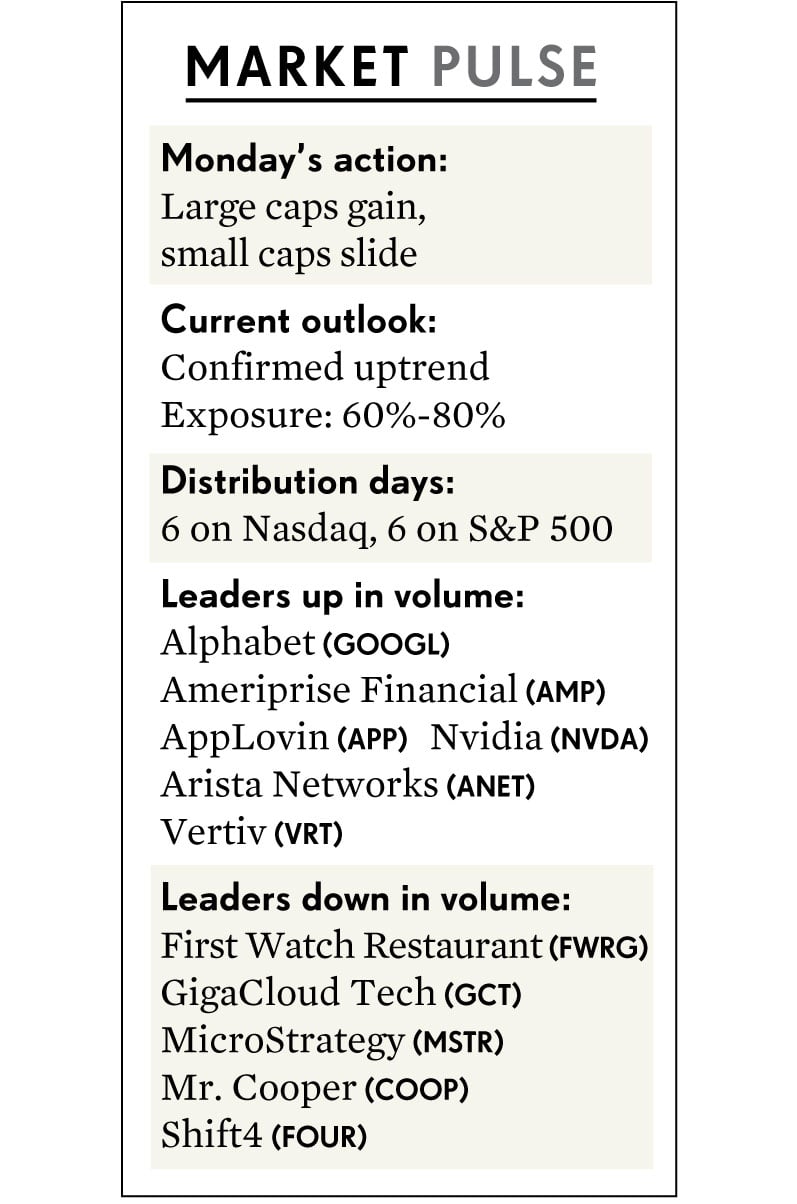 MARKET PULSE
Monday's action:
Large caps gain,
small caps slide
Current outlook:
Confirmed uptrend
Exposure: 60%-80%
Distribution days:
6 on Nasdaq, 6 on S&P 500
Leaders up in volume:
Alphabet (GOOGL)
Ameriprise Financial (AMP)
AppLovin (APP) Nvidia (NVDA)
Arista Networks (ANET)
Vertiv (VRT)
Leaders down in volume:
First Watch Restaurant (FWRG)
GigaCloud Tech (GCT)
MicroStrategy (MSTR)
Mr. Cooper (COOP)
Shift4 (FOUR)